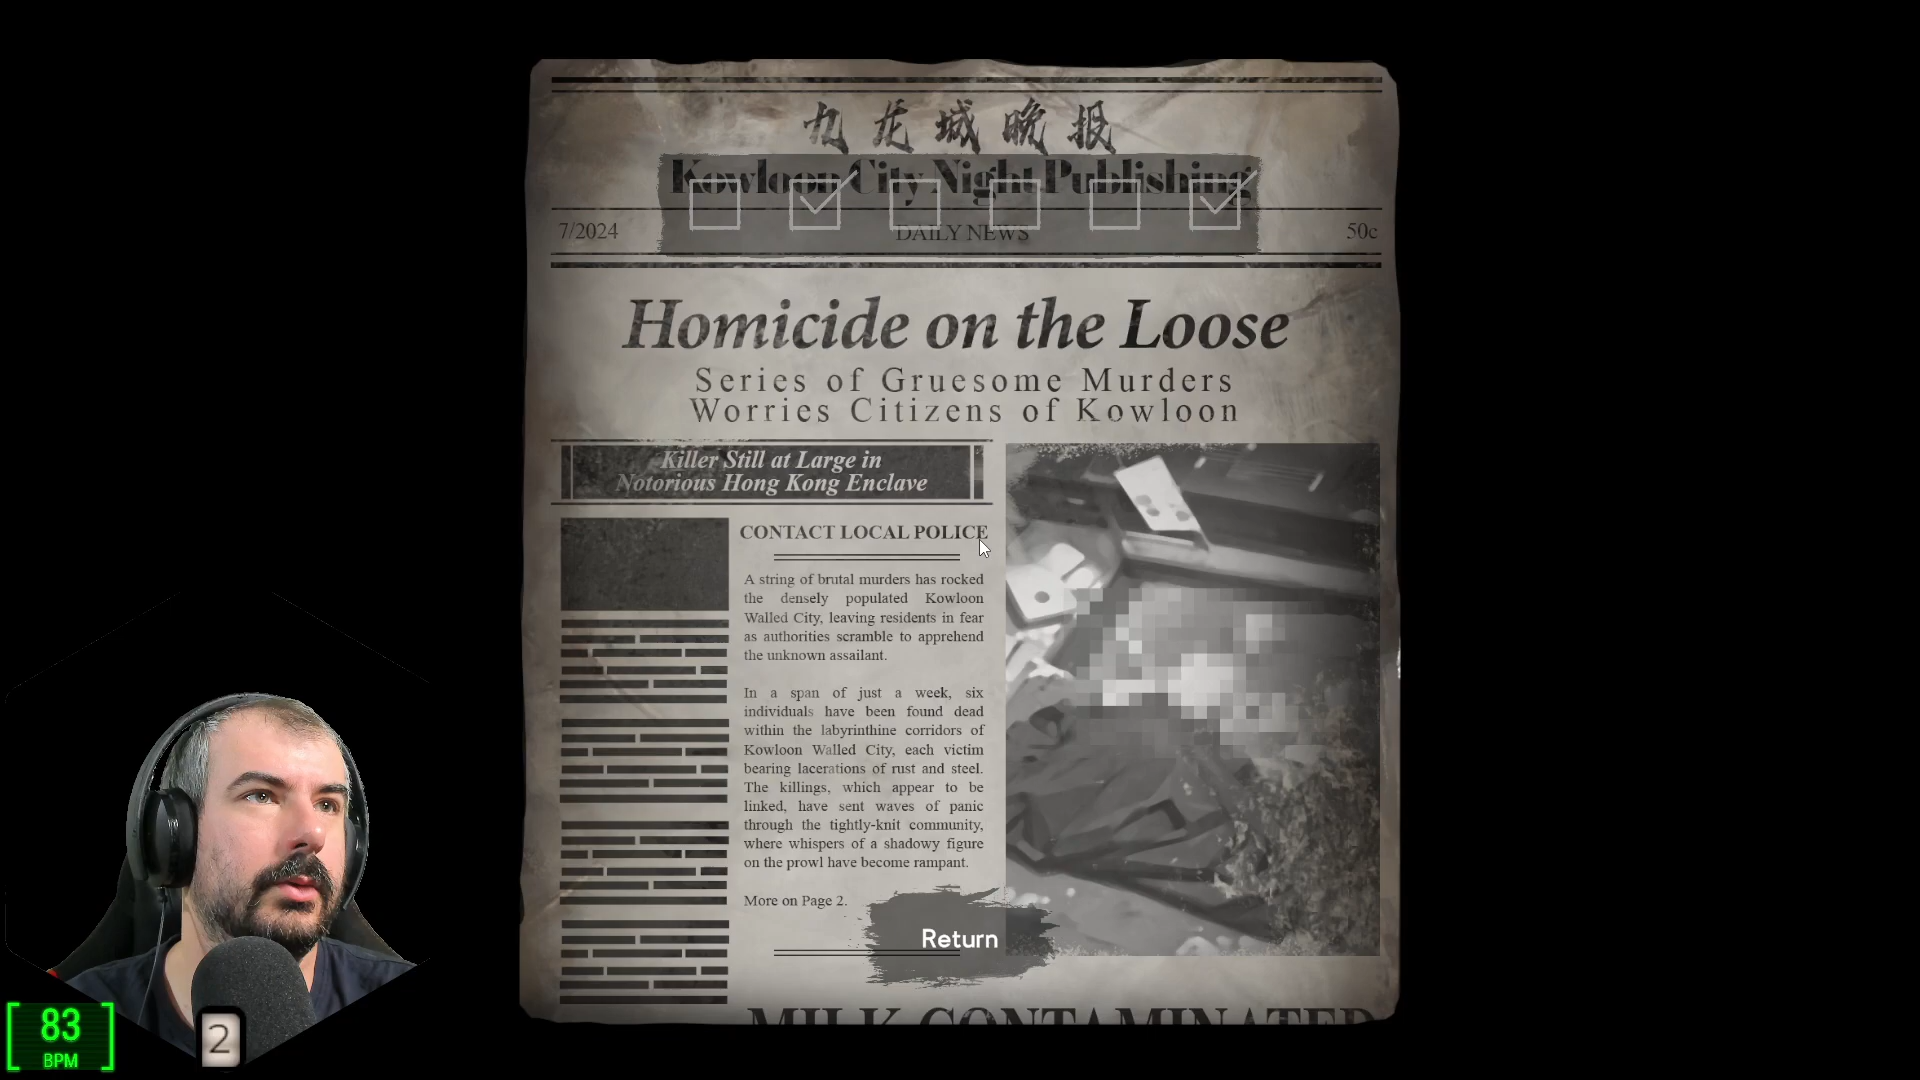 九龙城晚报
Kowloon City Night Publishing
7/2024
DAILY NEWS
50c
Homicide on the Loose
Series of Gruesome Murders
Worries Citizens of Kowloon
Killer Still at Large in
Notorious Hong Kong Enclave
CONTACT LOCAL POLICE
A string of brutal murders has rocked
the densely populated Kowloon
Walled City, leaving residents in fear
as authorities scramble to apprehend
the unknown assailant.
In a span of just a week, six
individuals have been found dead
within the labyrinthine corridors of
Kowloon Walled City, each victim
bearing lacerations of rust and steel.
The killings, which appear to be
linked, have sent waves of panic
through the tightly-knit community,
where whispers of a shadowy figure
on the prowl have become rampant.
More on Page 2.
Return
MILK CONTAMINATED
83
BPM
2